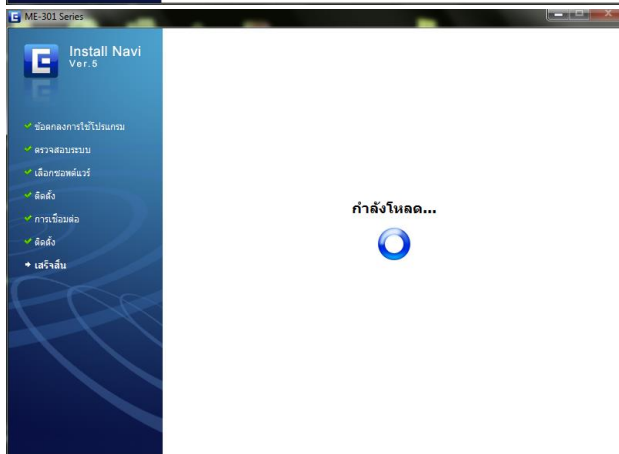 ME-301 Series
Install Navi
Ver.5
ข้อตกลงการใช้โปรแกรม
ตรวจสอบระบบ
เลือกซอฟต์แวร์
ติดตั้ง
การเชื่อมต่อ
ติดตั้ง
เสร็จสิ้น
กำลังโหลด...